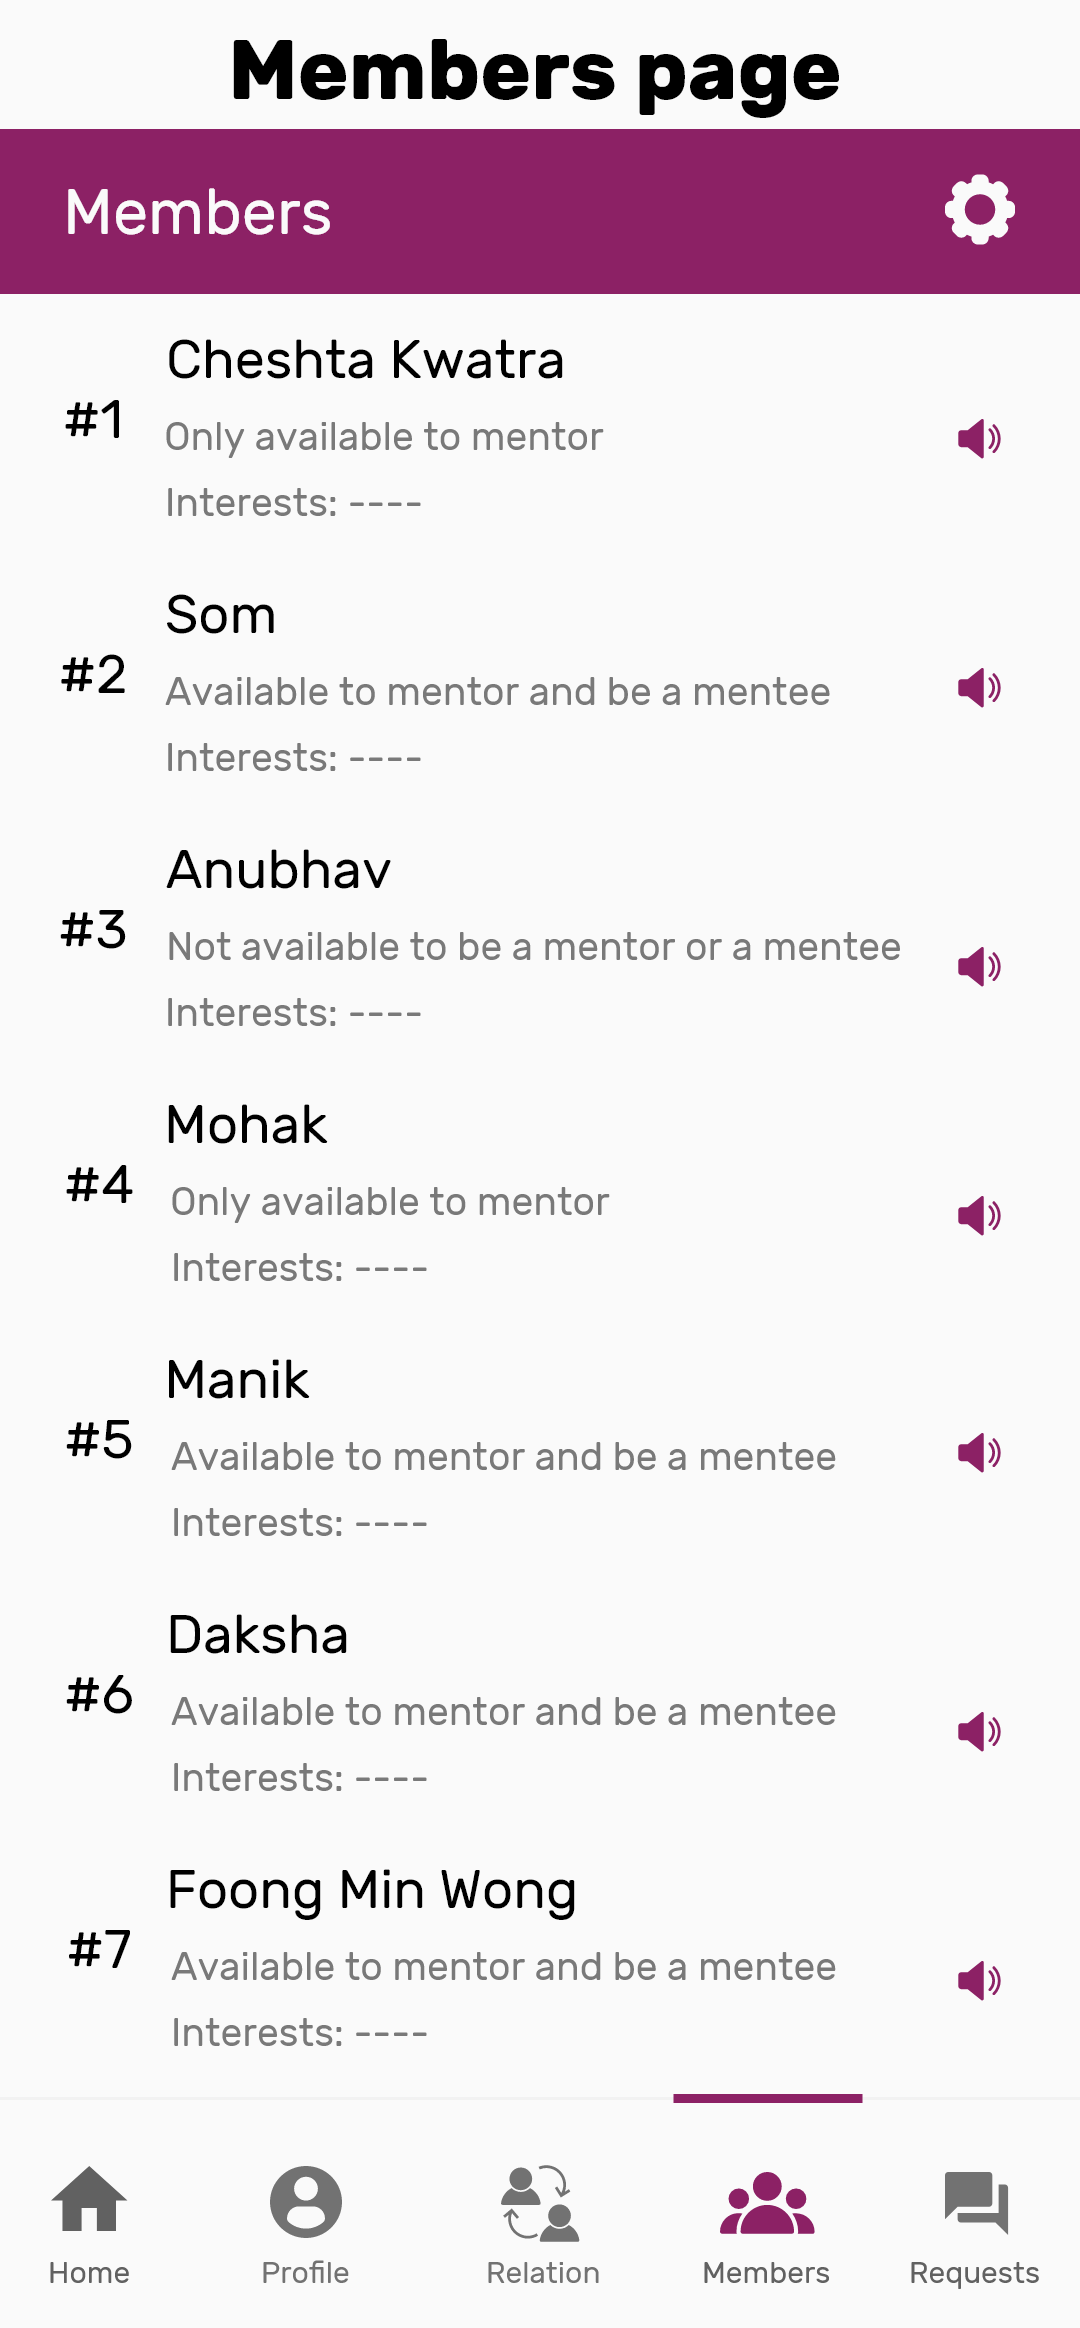 Members page
Members
Cheshta Kwatra
#1
Only available to mentor
Interests: ----
Som
#2
Available to mentor and be a mentee
Interests: ----
Anubhav
#3
Not available to be a mentor or a mentee
Interests: ----
Mohak
#4
Only available to mentor
Interests: ----
Manik
#5
Available to mentor and be a mentee
Interests: ----
Daksha
#6
Available to mentor and be a mentee
Interests: ----
Foong Min Wong
#7
Available to mentor and be a mentee
Interests: ----
Home Profile Relation Members Requests